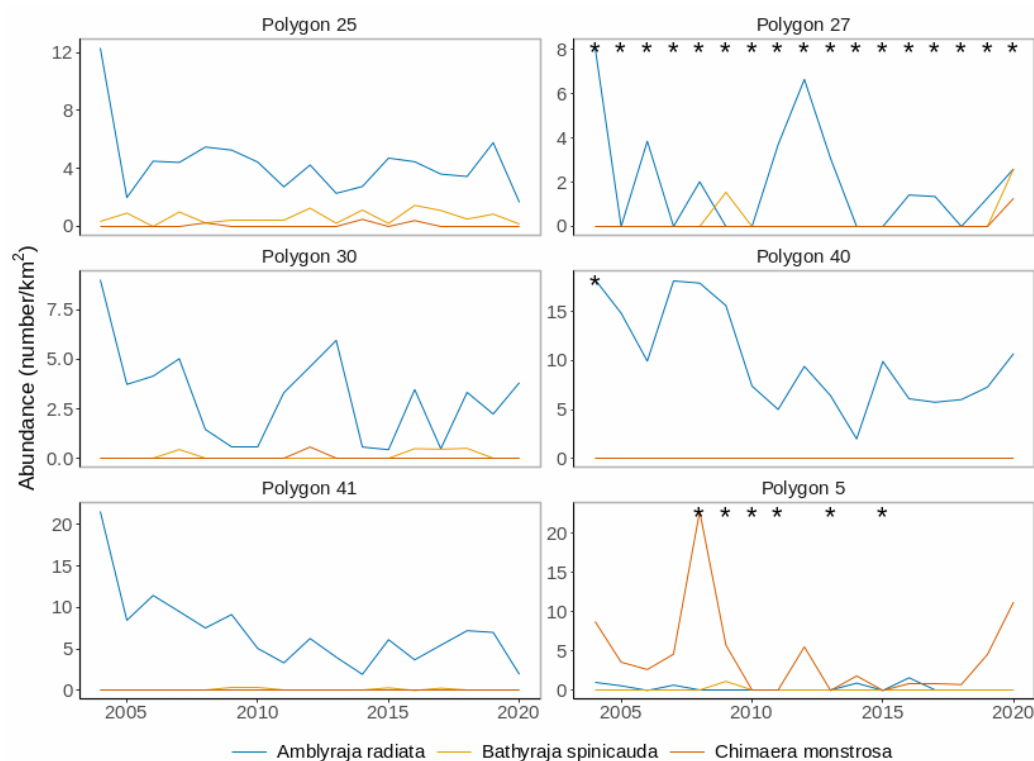 Polygon 25
Polygon 27
12
8
4
0
8
* * * * * * * * * * * * * * * * *
6
4
2
0
Abundance (number/km²)
Polygon 30
Polygon 40
7.5
5.0
2.5
0.0
*
15
10
5
0
Polygon 41
Polygon 5
20
15
10
5
0
* * * * * *
20
15
10
5
0
2005 2010 2015 2020
2005 2010 2015 2020
Amblyraja radiata Bathyraja spinicauda Chimaera monstrosa